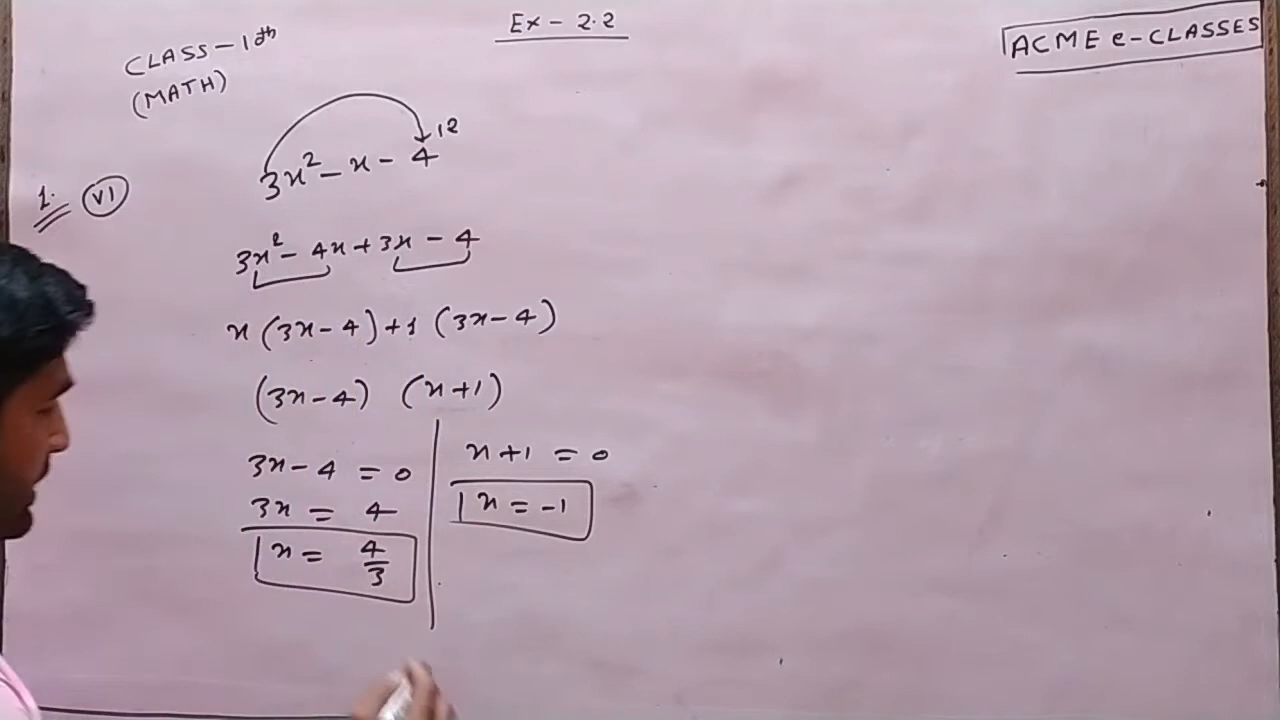 Ex - 2.2
ACME e-CLASSES
CLASS - 10th
(MATH)
1. (VI)
3x² - x - 4 12
3x² - 4x + 3x - 4
x (3x - 4) + 1 (3x - 4)
(3x - 4) (x + 1)
3x - 4 = 0
3x = 4
x = 4/3
x + 1 = 0
x = -1